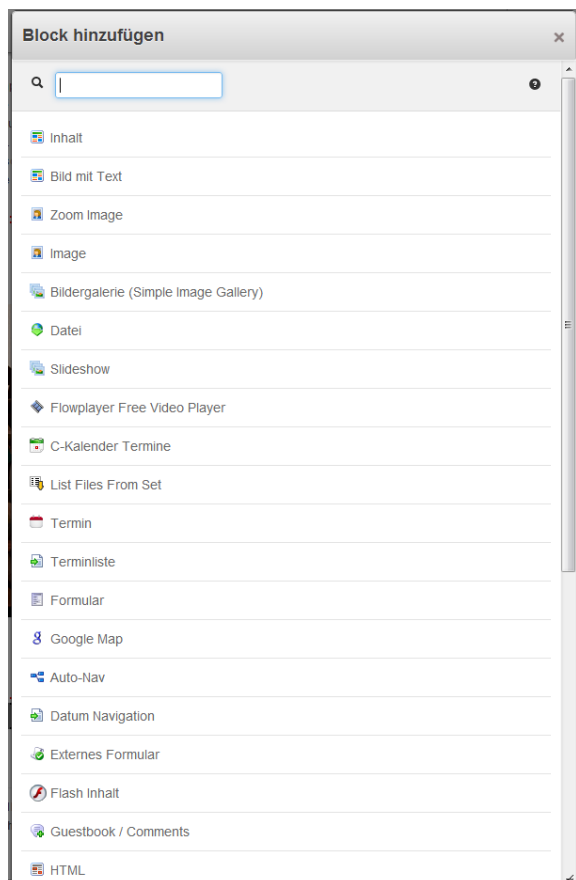 Block hinzufügen
Inhalt
Bild mit Text
Zoom Image
Image
Bildergalerie (Simple Image Gallery)
Datei
Slideshow
Flowplayer Free Video Player
C-Kalender Termine
List Files From Set
Termin
Terminliste
Formular
Google Map
Auto-Nav
Datum Navigation
Externes Formular
Flash Inhalt
Guestbook / Comments
HTML